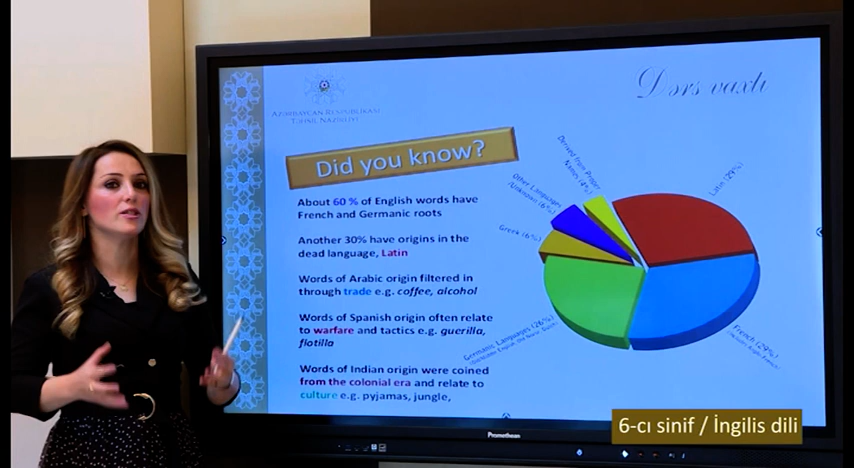 Dərs vaxtı
AZƏRBAYCAN RESPUBLİKASI
TƏHSİL NAZİRLİYİ
Did you know?
About 60 % of English words have
French and Germanic roots
Another 30% have origins in the
dead language, Latin
Words of Arabic origin filtered in
through trade e.g. coffee, alcohol
Words of Spanish origin often relate
to warfare and tactics e.g. guerilla,
flotilla
Words of Indian origin were coined
from the colonial era and relate to
culture e.g. pyjamas, jungle,
Derived from Proper
Names (4%)
Other Languages
/Unknown (6%)
Greek (6%)
Latin (29%)
French (29%)
Germanic Languages (26%)
Promethean
6-cı sinif / İngilis dili